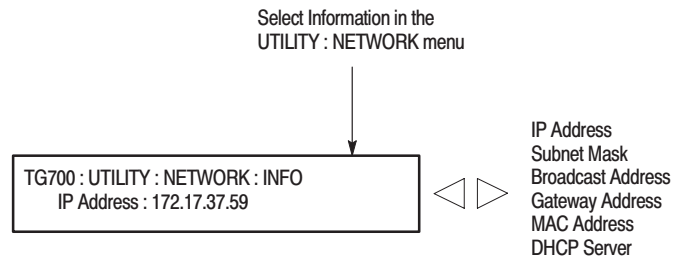 Select Information in the
UTILITY : NETWORK menu
TG700 : UTILITY : NETWORK : INFO
IP Address : 172.17.37.59
IP Address
Subnet Mask
Broadcast Address
Gateway Address
MAC Address
DHCP Server